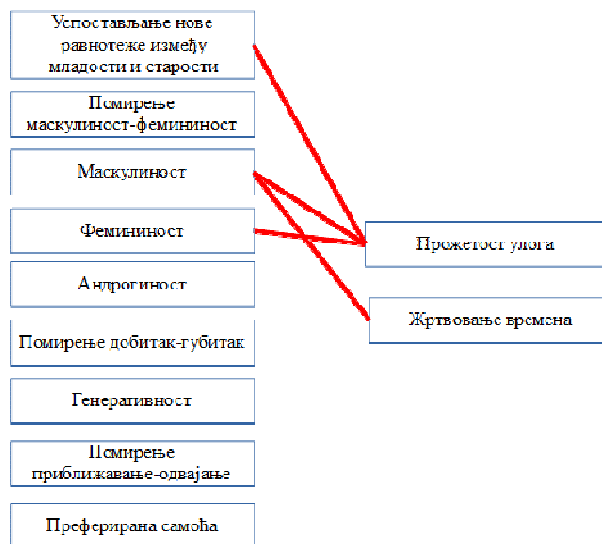 Успостављање нове
равнотеже између
младости и старости
Помирење
маскулиност-фемининост
Маскулиност
Фемининост
Андрогиност
Помирење добитак-губитак
Генеративност
Помирење
приближавање-одвајање
Преферирана самоћа
Прожетост улога
Жртвовање времена